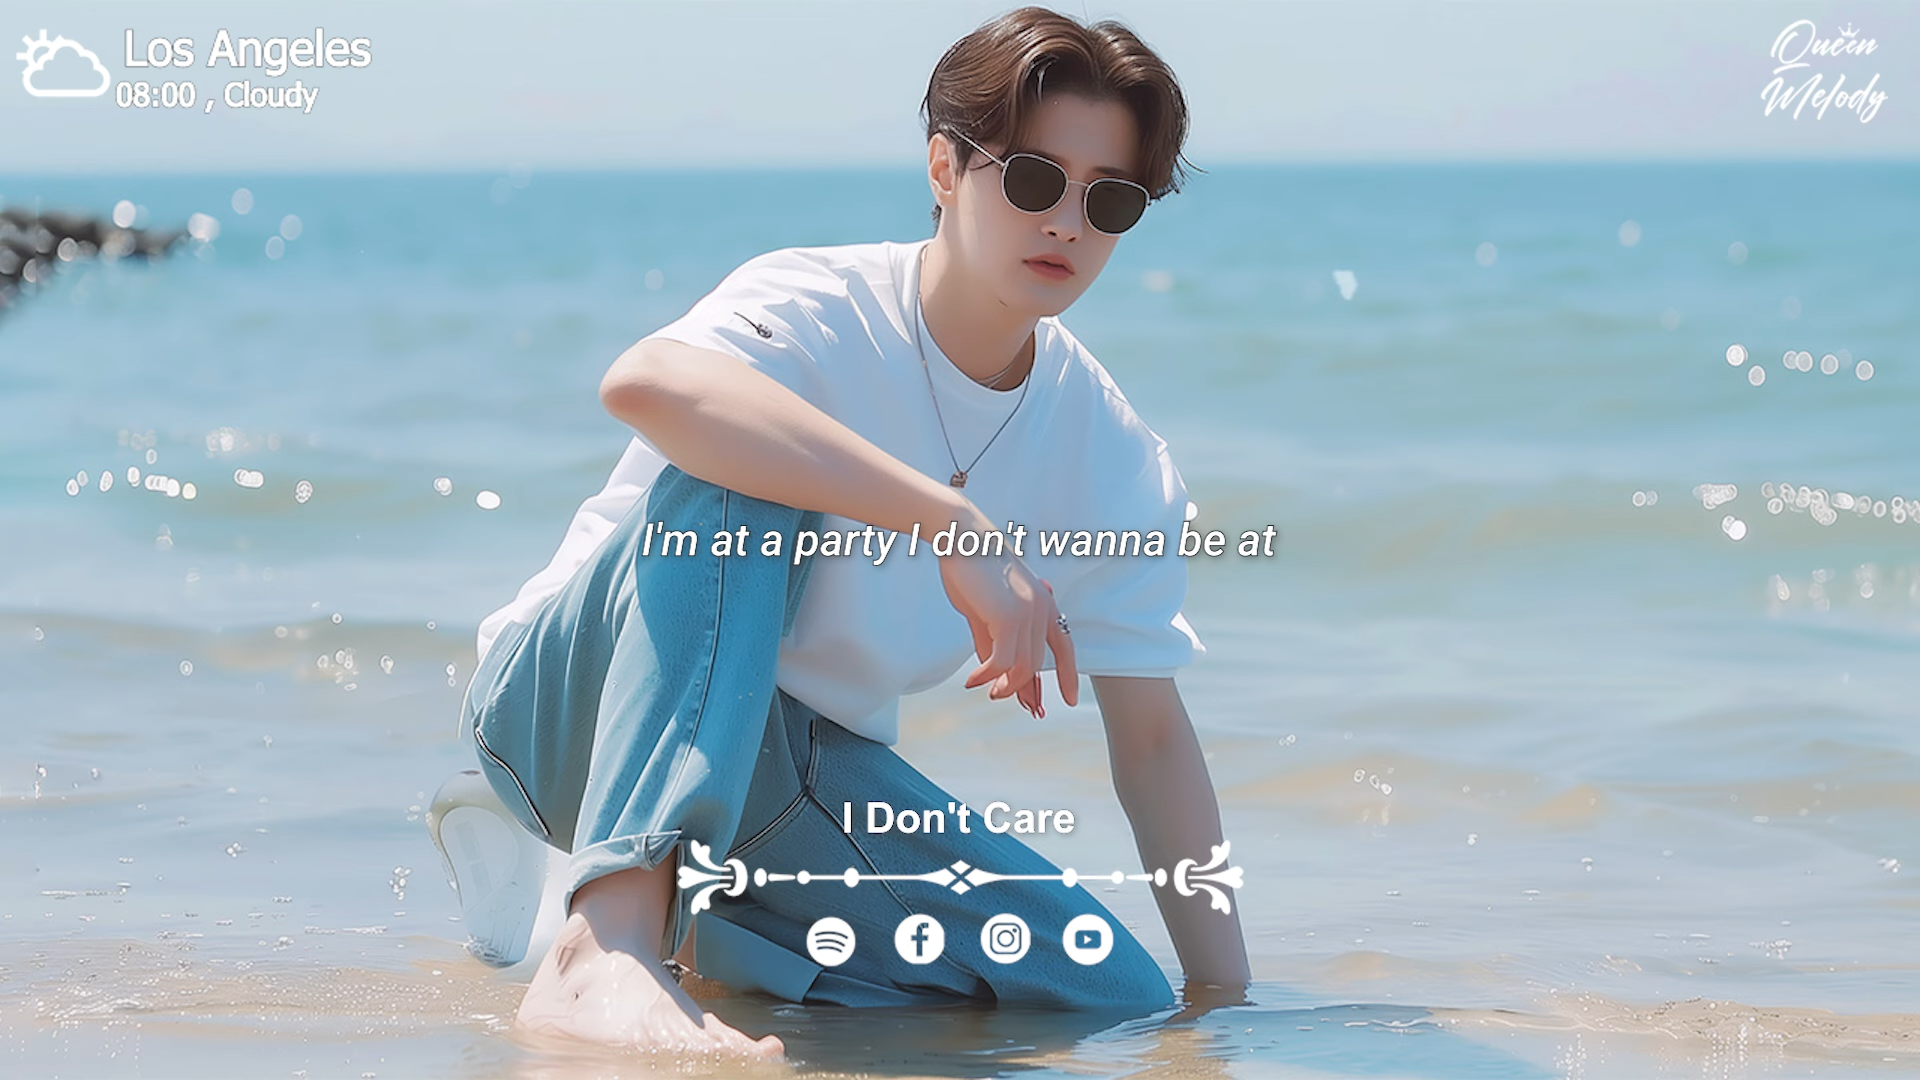 Los Angeles
08:00 , Cloudy
Queen
Melody
I'm at a party I don't wanna be at
I Don't Care